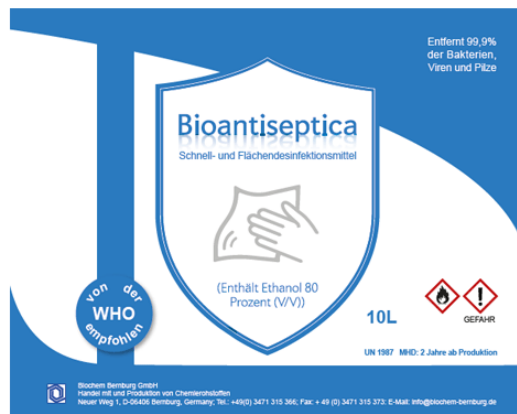 Entfernt 99,9%
der Bakterien,
Viren und Pilze
Bioantiseptica
Schnell- und Flächendesinfektionsmittel
(Enthält Ethanol 80
Prozent (V/V))
von der
WHO
empfohlen
10L
GEFAHR
UN 1987 MHD: 2 Jahre ab Produktion
Biochem Bernburg GmbH
Handel mit und Produktion von Chemierohstoffen
Neuer Weg 1, D-06406 Bernburg, Germany; Tel.: +49(0) 3471 315 366; Fax: + 49 (0) 3471 315 373: E-Mail: info@biochem-bernburg.de